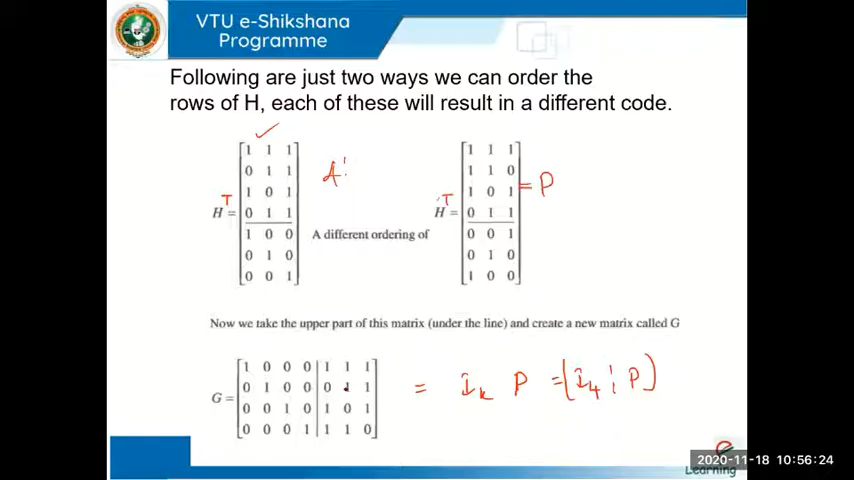 VTU e-Shikshana
Programme
Following are just two ways we can order the
rows of H, each of these will result in a different code.
1 1 1
0 1 1
1 0 1
H T = 0 1 1
1 0 0
0 1 0
0 0 1
A different ordering of
1 1 1
1 1 0
1 0 1
H T = 0 1 1
0 0 1
0 1 0
1 0 0
= P
Now we take the upper part of this matrix (under the line) and create a new matrix called G
1 0 0 0 1 1 1
0 1 0 0 0 1 1
G = 0 0 1 0 1 0 1
0 0 0 1 1 1 0
= I k P = [I 4 ¦ P]
2020-11-18 10:56:24
e
Learning